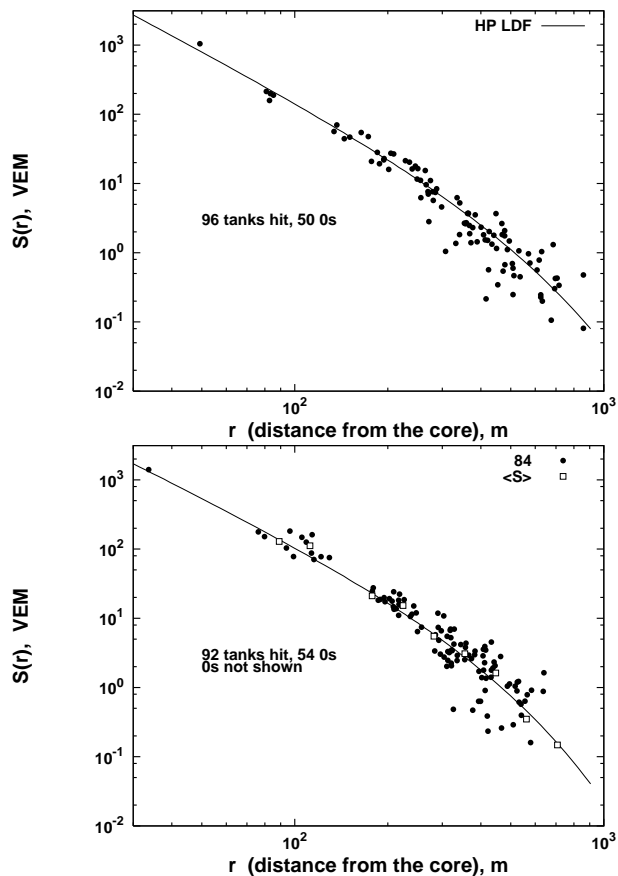 HP LDF
10^3
10^2
10^1
10^0
10^-1
10^-2
S(r), VEM
96 tanks hit, 50 0s
10^2
10^3
r (distance from the core), m
84
<S>
10^3
10^2
10^1
10^0
10^-1
10^-2
S(r), VEM
92 tanks hit, 54 0s
0s not shown
10^2
10^3
r (distance from the core), m